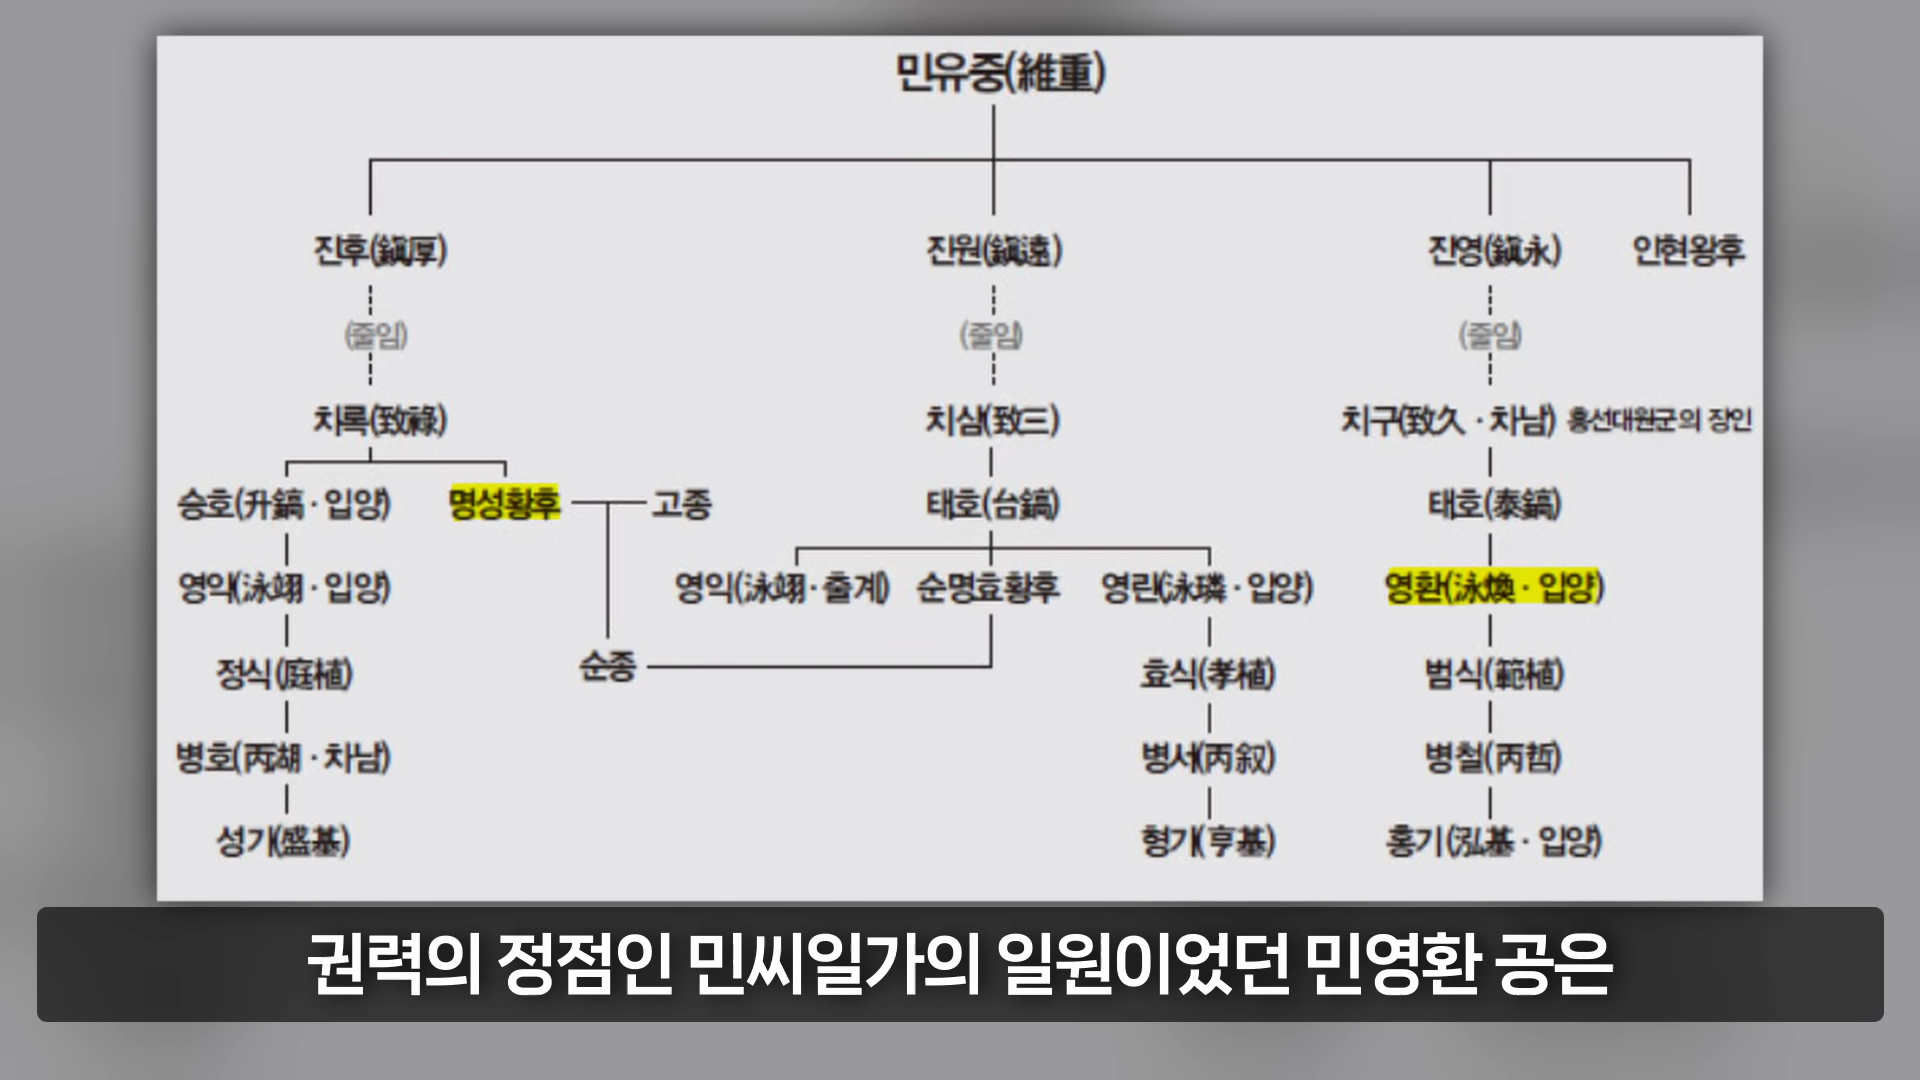 민유중(維重)
진후(鎭厚) 진원(鎭遠) 진영(鎭永) 인현왕후
(줄임) (줄임) (줄임)
치록(致祿) 치삼(致三) 치구(致久 · 차남) 흥선대원군의 장인
승호(升鎬 · 입양) 명성황후 고종 태호(台鎬) 태호(泰鎬)
영익(泳翊 · 입양) 영익(泳翊 · 출계) 순명효황후 영린(泳璘 · 입양) 영환(泳煥 · 입양)
순종
정식(庭植) 효식(孝植) 범식(範植)
병호(丙湖 · 차남) 병서(丙叙) 병철(丙哲)
성기(盛基) 형기(亨基) 홍기(泓基 · 입양)
권력의 정점인 민씨일가의 일원이었던 민영환 공은